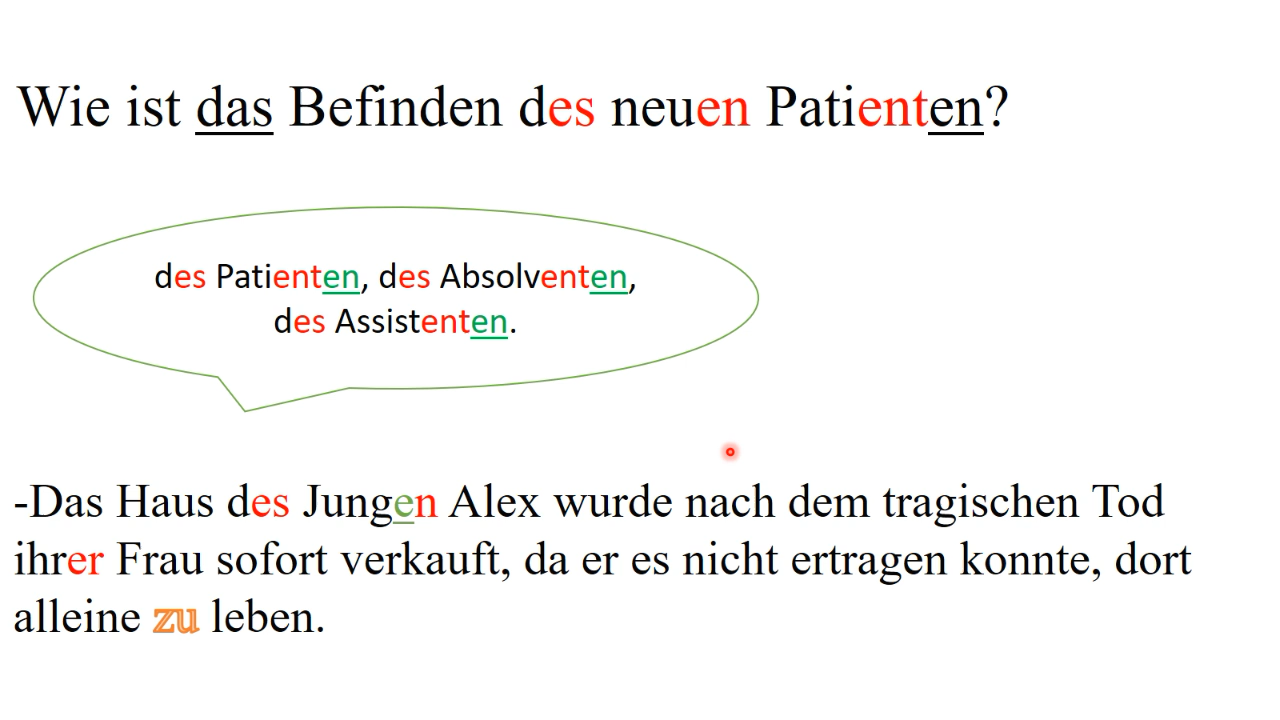 Wie ist das Befinden des neuen Patienten?
des Patienten, des Absolventen,
des Assistenten.
-Das Haus des Jungen Alex wurde nach dem tragischen Tod
ihrer Frau sofort verkauft, da er es nicht ertragen konnte, dort
alleine zu leben.